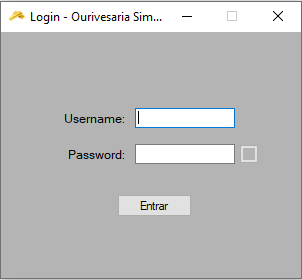 Login - Ourivesaria Sim...
Username:
Password:
Entrar